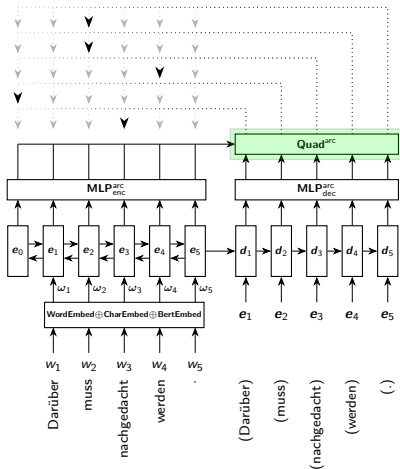 Quad^arc
MLP^arc_enc
MLP^arc_dec
e₀ e₁ e₂ e₃ e₄ e₅ d₁ d₂ d₃ d₄ d₅
ω₁ ω₂ ω₃ ω₄ ω₅
WordEmbed⊕CharEmbed⊕BertEmbed
e₁ e₂ e₃ e₄ e₅
w₁ w₂ w₃ w₄ w₅
Darüber
muss
nachgedacht
werden
.
(Darüber)
(muss)
(nachgedacht)
(werden)
(.)